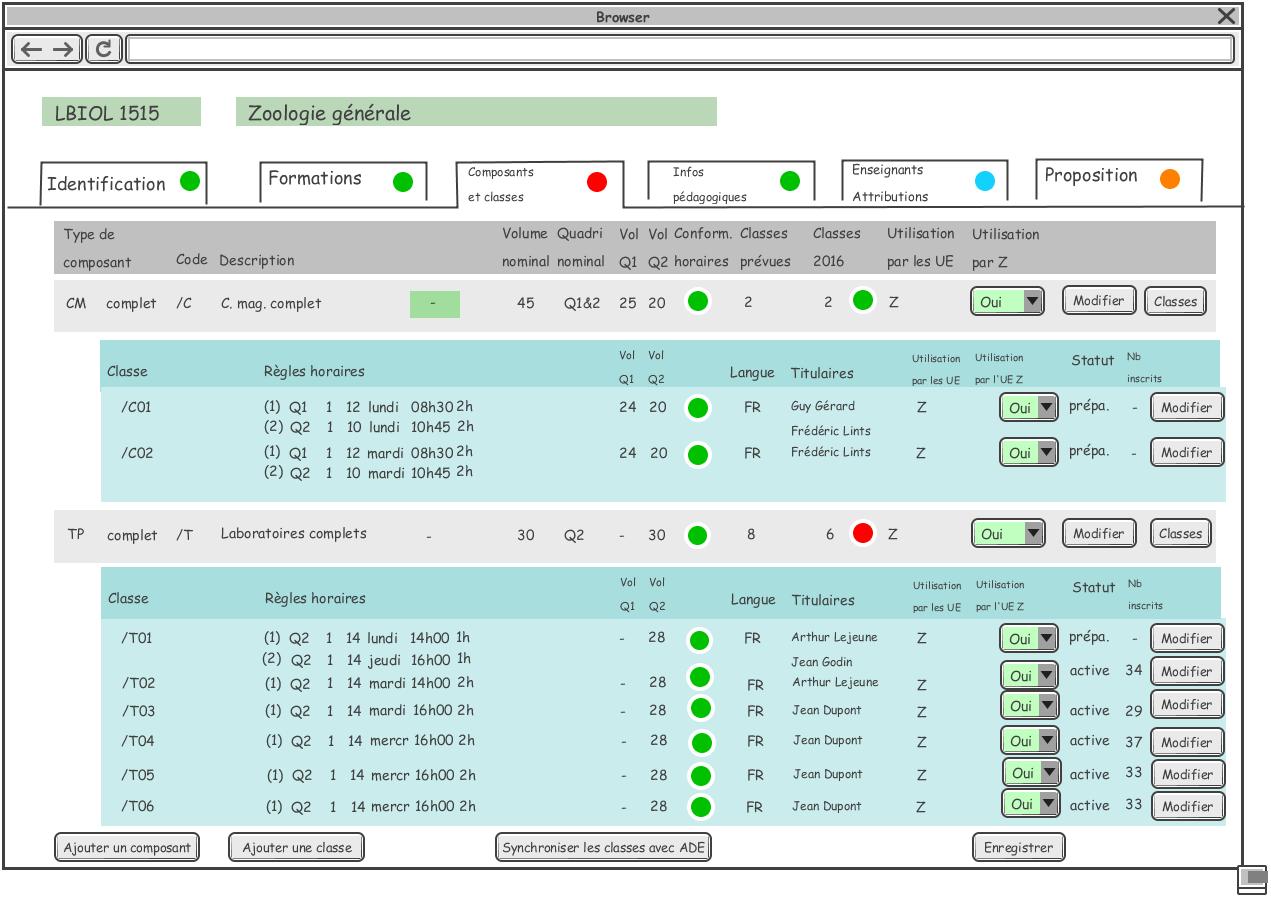 Browser
LBIOL 1515 Zoologie générale
Identification Formations Composants et classes Infos pédagogiques Enseignants Attributions Proposition
Type de composant Code Description Volume nominal Quadri nominal Vol Q1 Vol Q2 Conform. horaires Classes prévues Classes 2016 Utilisation par les UE Utilisation par Z
CM complet /C C. mag. complet - 45 Q1&2 25 20 2 2 Z Oui Modifier Classes
Classe Règles horaires Vol Q1 Vol Q2 Langue Titulaires Utilisation par les UE Utilisation par l'UE Z Statut Nb inscrits
/C01 (1) Q1 1 12 lundi 08h30 2h 24 20 FR Guy Gérard Z Oui prépa. - Modifier
(2) Q2 1 10 lundi 10h45 2h Frédéric Lints
/C02 (1) Q1 1 12 mardi 08h30 2h 24 20 FR Frédéric Lints Z Oui prépa. - Modifier
(2) Q2 1 10 mardi 10h45 2h
TP complet /T Laboratoires complets - 30 Q2 - 30 8 6 Z Oui Modifier Classes
Classe Règles horaires Vol Q1 Vol Q2 Langue Titulaires Utilisation par les UE Utilisation par l'UE Z Statut Nb inscrits
/T01 (1) Q2 1 14 lundi 14h00 1h - 28 FR Arthur Lejeune Z Oui prépa. - Modifier
(2) Q2 1 14 jeudi 16h00 1h Jean Godin
/T02 (1) Q2 1 14 mardi 14h00 2h - 28 FR Arthur Lejeune Z Oui active 34 Modifier
/T03 (1) Q2 1 14 mardi 16h00 2h - 28 FR Jean Dupont Z Oui active 29 Modifier
/T04 (1) Q2 1 14 mercr 16h00 2h - 28 FR Jean Dupont Z Oui active 37 Modifier
/T05 (1) Q2 1 14 mercr 16h00 2h - 28 FR Jean Dupont Z Oui active 33 Modifier
/T06 (1) Q2 1 14 mercr 16h00 2h - 28 FR Jean Dupont Z Oui active 33 Modifier
Ajouter un composant Ajouter une classe Synchroniser les classes avec ADE Enregistrer